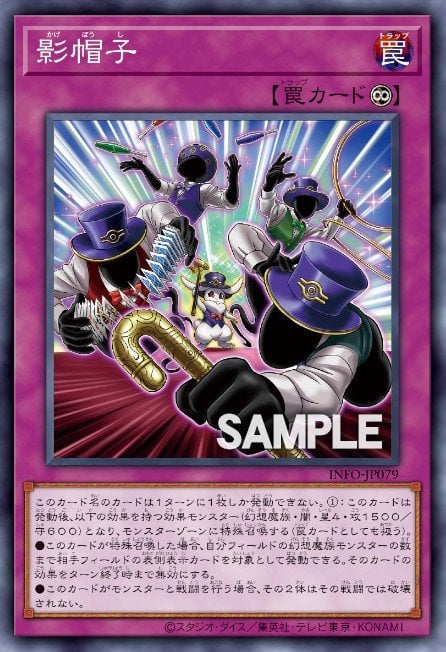 影帽子
罠
【罠カード】
SAMPLE
INFO-JP079
このカード名のカードは1ターンに1枚しか発動できない。①:このカードは
発動後、以下の効果を持つ効果モンスター(幻想魔族・闇・星4・攻1500/
守600)となり、モンスターゾーンに特殊召喚する(罠カードとしても扱う)。
●このカードが特殊召喚した場合、自分フィールドの幻想魔族モンスターの数
まで相手フィールドの表側表示カードを対象として発動できる。そのカード
の効果をターン終了時まで無効にする。
●このカードがモンスターと戦闘を行う場合、その2体はその戦闘では破壊
されない。
©スタジオ・ダイス/集英社・テレビ東京・KONAMI